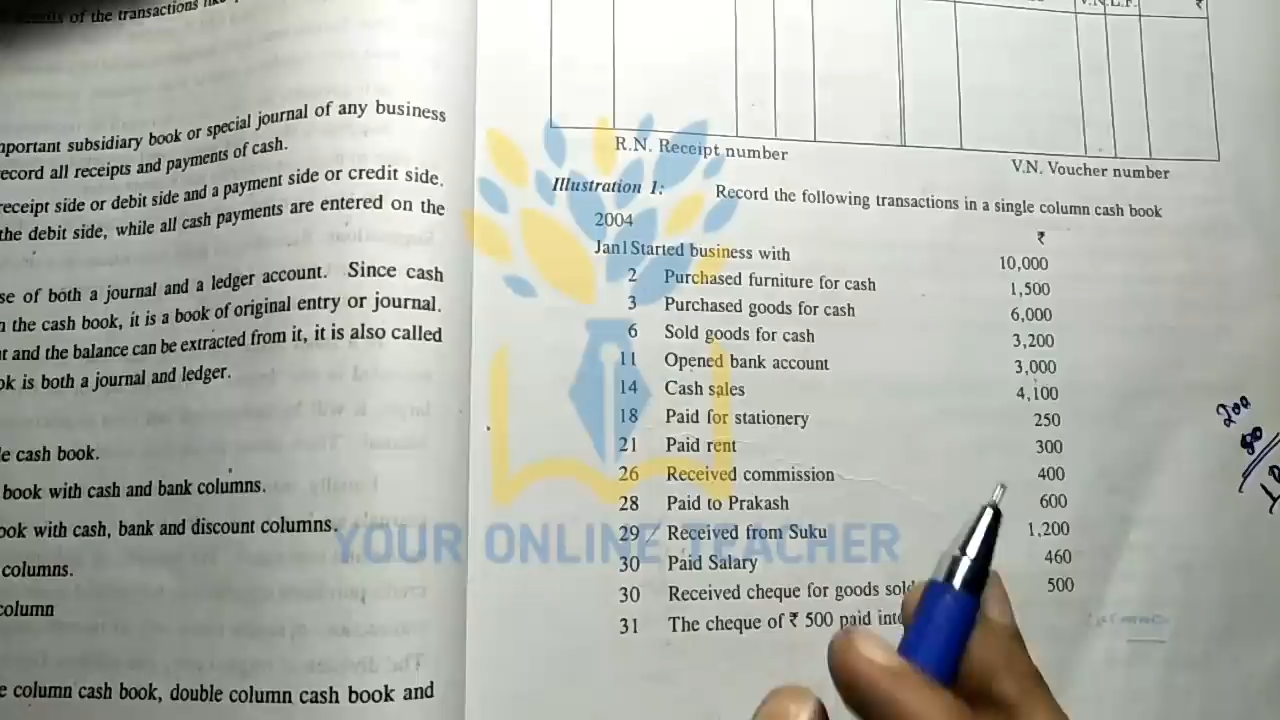 of the transactions
important subsidiary book or special journal of any business
record all receipts and payments of cash.
receipt side or debit side and a payment side or credit side.
the debit side, while all cash payments are entered on the
of both a journal and a ledger account. Since cash
the cash book, it is a book of original entry or journal.
and the balance can be extracted from it, it is also called
is both a journal and ledger.
cash book.
book with cash and bank columns.
with cash, bank and discount columns.
columns.
column
column cash book, double column cash book and
V.N. L.F. ₹
R.N. Receipt number
V.N. Voucher number
Illustration 1: Record the following transactions in a single column cash book
2004 ₹
Jan1 Started business with 10,000
2 Purchased furniture for cash 1,500
3 Purchased goods for cash 6,000
6 Sold goods for cash 3,200
11 Opened bank account 3,000
14 Cash sales 4,100
18 Paid for stationery 250
21 Paid rent 300
26 Received commission 400
28 Paid to Prakash 600
29 Received from Suku 1,200
30 Paid Salary 460
30 Received cheque for goods sold 500
31 The cheque of ₹ 500 paid
YOUR ONLINE TEACHER
200
80